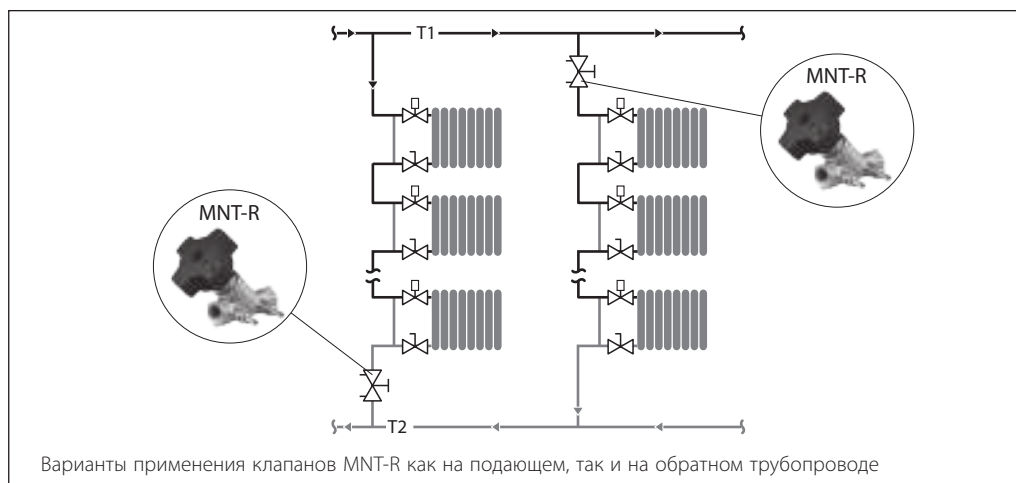 T1
MNT-R
MNT-R
T2
Варианты применения клапанов MNT-R как на подающем, так и на обратном трубопроводе